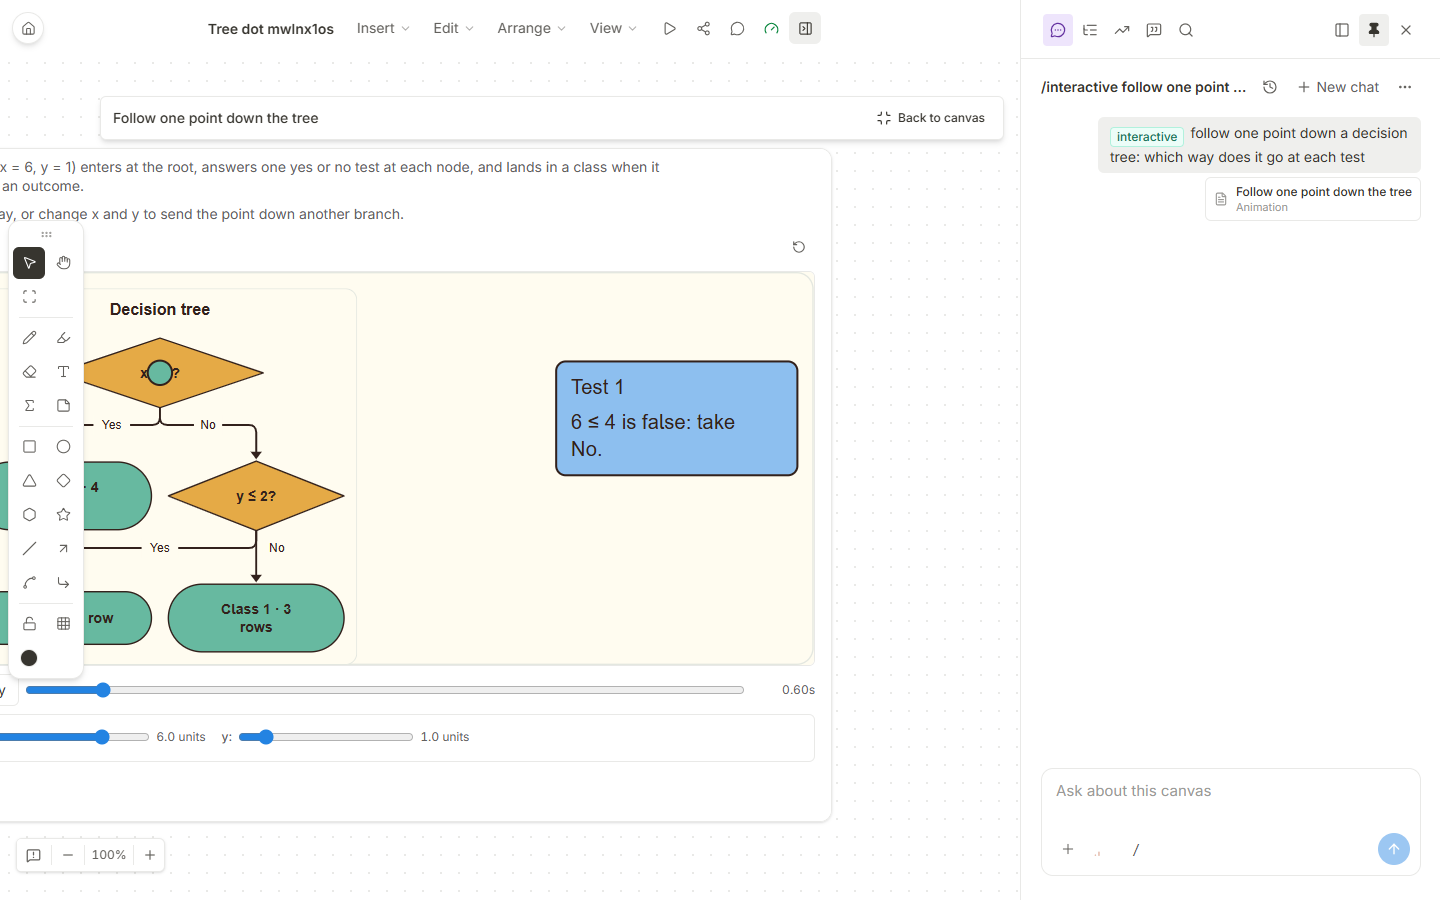 Tree dot mwlnx1os
Insert
Edit
Arrange
View
Follow one point down the tree
Back to canvas
x = 6, y = 1) enters at the root, answers one yes or no test at each node, and lands in a class when it
an outcome.
ay, or change x and y to send the point down another branch.
Decision tree
x ?
Yes
No
· 4
y ≤ 2?
Yes
No
row
Class 1 · 3
rows
Test 1
6 ≤ 4 is false: take
No.
y
0.60s
6.0 units
y:
1.0 units
100%
/interactive follow one point ...
New chat
interactive follow one point down a decision
tree: which way does it go at each test
Follow one point down the tree
Animation
Ask about this canvas
/